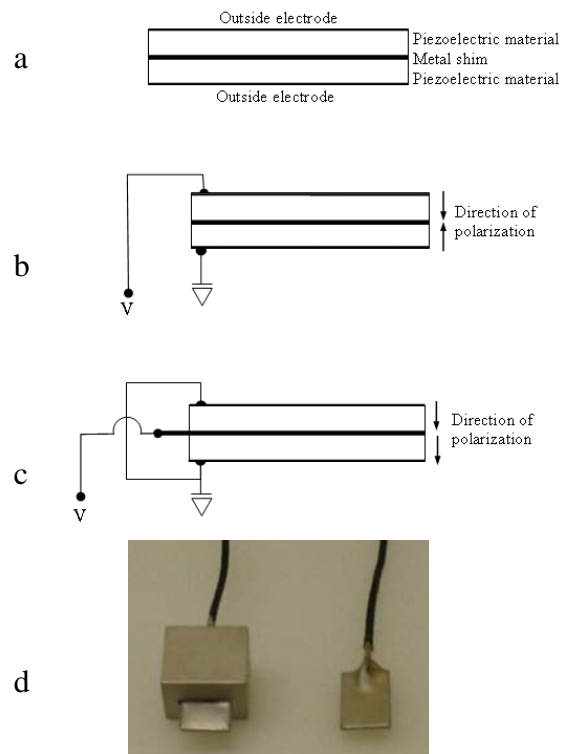 Outside electrode
a
Piezoelectric material
Metal shim
Piezoelectric material
Outside electrode
b
Direction of
polarization
V
c
Direction of
polarization
V
d